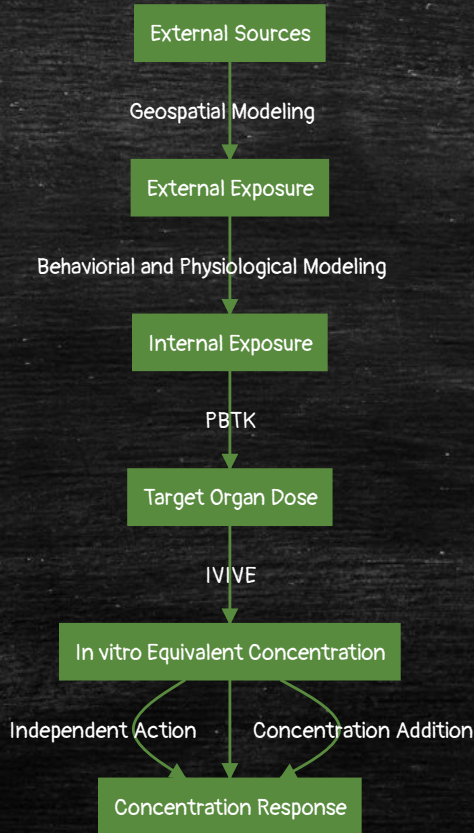 External Sources
Geospatial Modeling
External Exposure
Behaviorial and Physiological Modeling
Internal Exposure
PBTK
Target Organ Dose
IVIVE
In vitro Equivalent Concentration
Independent Action
Concentration Addition
Concentration Response